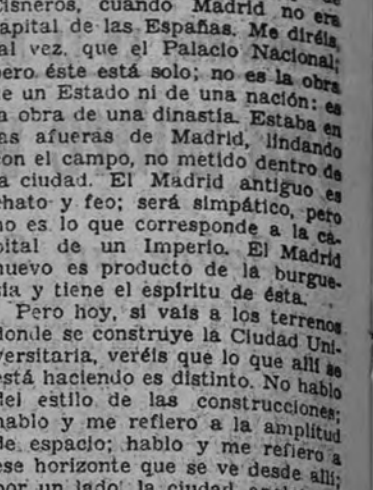 Cisneros, cuando Madrid no era
capital de las Españas. Me diréis,
tal vez, que el Palacio Nacional;
pero éste está solo; no es la obra
de un Estado ni de una nación: es
la obra de una dinastía. Estaba en
las afueras de Madrid, lindando
con el campo, no metido dentro de
la ciudad. El Madrid antiguo es
chato y feo; será simpático, pero
no es lo que corresponde a la ca-
pital de un Imperio. El Madrid
nuevo es producto de la burgue-
sía y tiene el espíritu de ésta.
Pero hoy, si vais a los terrenos
donde se construye la Ciudad Uni-
versitaria, veréis que lo que allí se
está haciendo es distinto. No hablo
del estilo de las construcciones;
hablo y me refiero a la amplitud
de espacio; hablo y me refiero a
ese horizonte que se ve desde allí;
por un lado, la ciudad